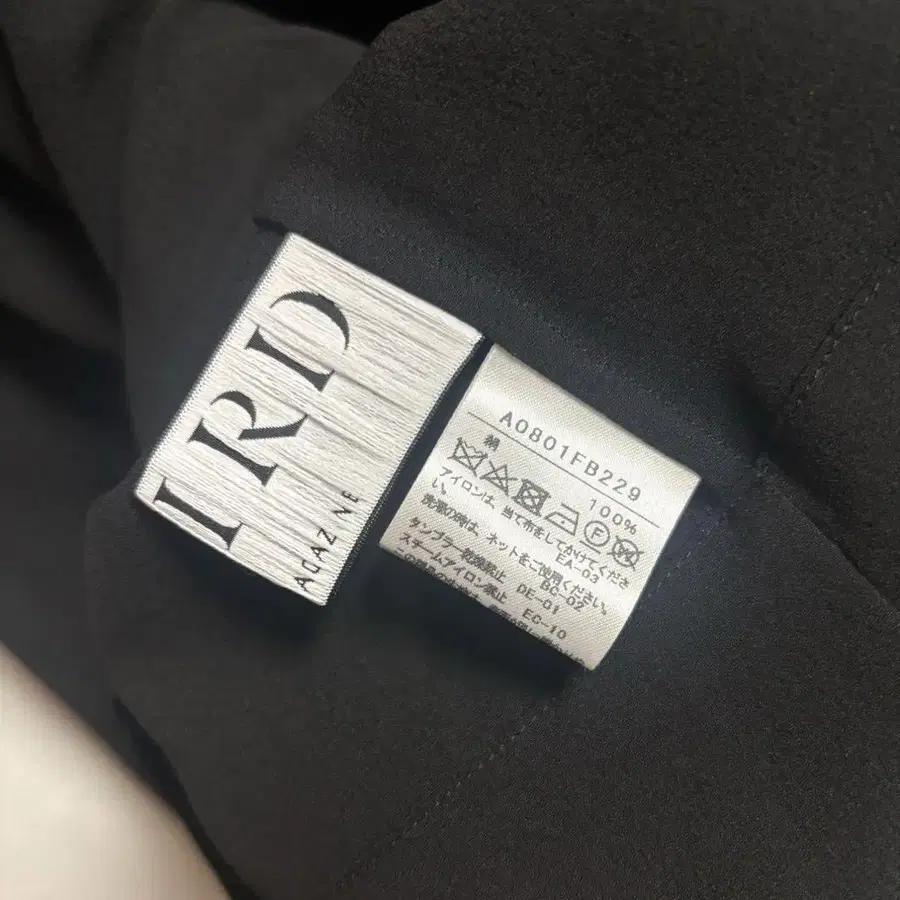 IRD
AGAZINE
A0801FB229
絹 100%
アイロンは、当て布をしてかけてくださ
い。 EA-03
洗濯の時は、ネットをご使用ください。
BC-02
タンブラー乾燥禁止 DE-01
スチームアイロン禁止 EC-10